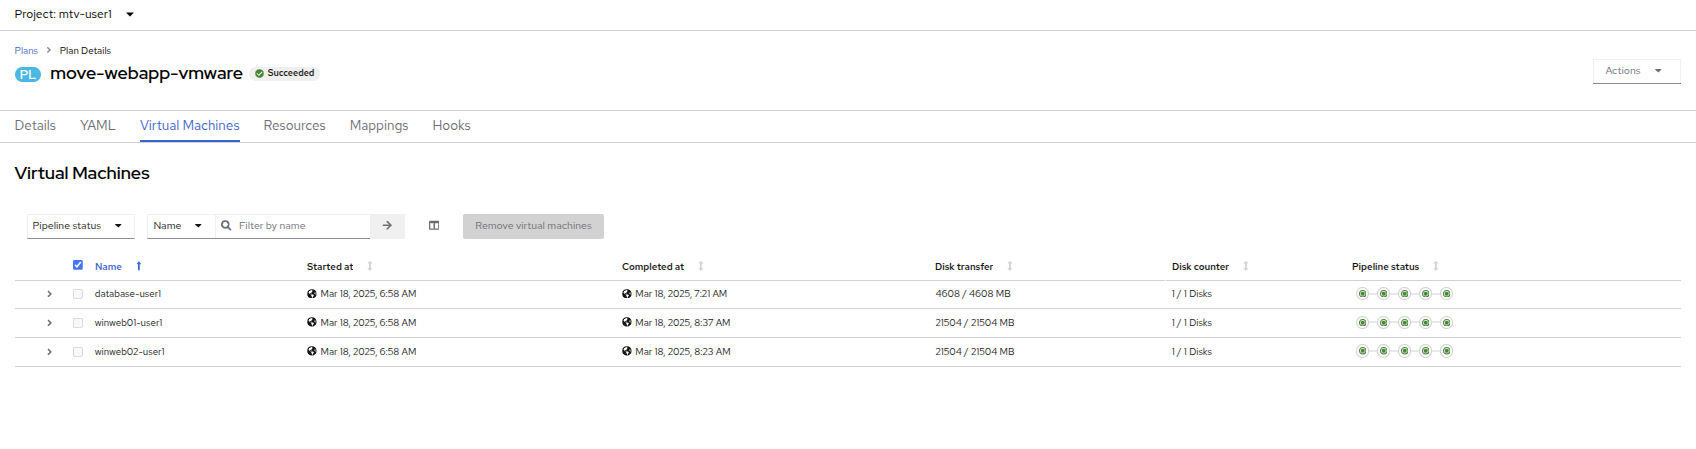 Project: mtv-user1
Plans > Plan Details
PL move-webapp-vmware Succeeded
Actions
Details YAML Virtual Machines Resources Mappings Hooks
Virtual Machines
Pipeline status Name Filter by name Remove virtual machines
Name Started at Completed at Disk transfer Disk counter Pipeline status
database-user1 Mar 18, 2025, 6:58 AM Mar 18, 2025, 7:21 AM 4608 / 4608 MB 1 / 1 Disks
winweb01-user1 Mar 18, 2025, 6:58 AM Mar 18, 2025, 8:37 AM 21504 / 21504 MB 1 / 1 Disks
winweb02-user1 Mar 18, 2025, 6:58 AM Mar 18, 2025, 8:23 AM 21504 / 21504 MB 1 / 1 Disks